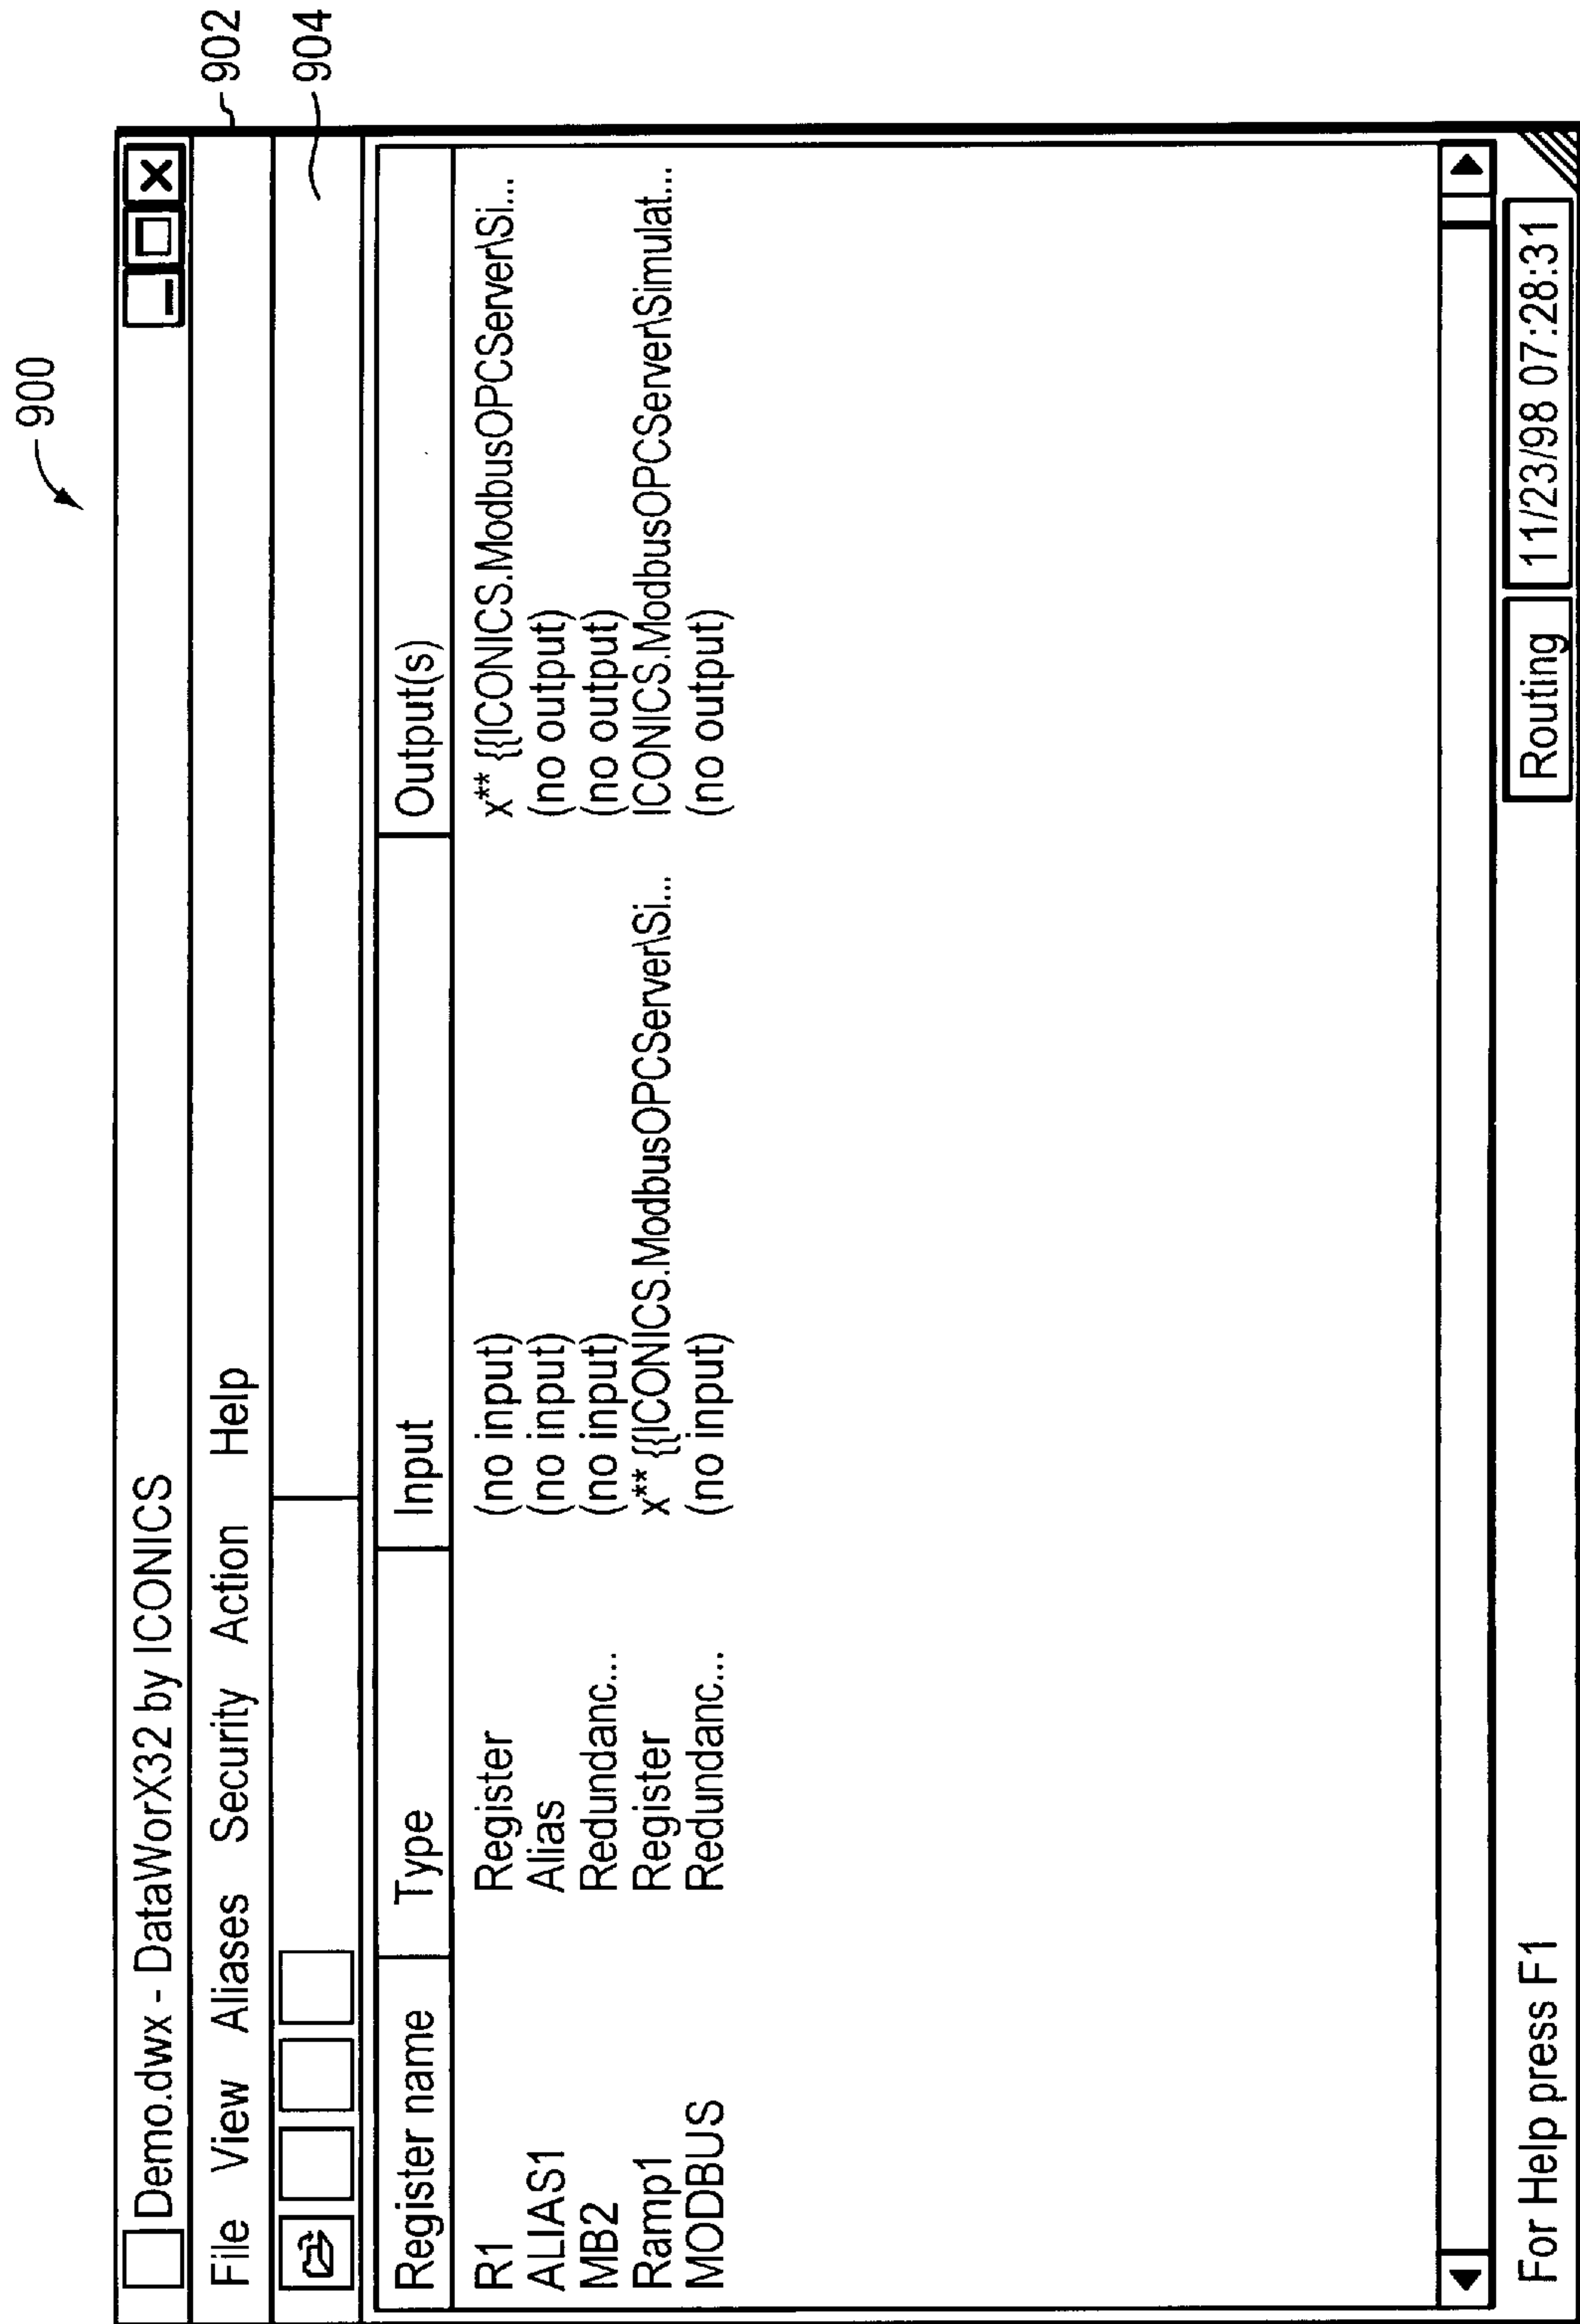 900
Demo.dwx - DataWorX32 by ICONICS
File View Aliases Security Action Help
902
904
Register name Type Input Output(s)
R1 Register (no input) x** {{ICONICS.ModbusOPCServer\Si...
ALIAS1 Alias (no input) (no output)
MB2 Redundanc... (no input) (no output)
Ramp1 Register x** {{ICONICS.ModbusOPCServer\Si... ICONICS.ModbusOPCServer\Simulat...
MODBUS Redundanc... (no input) (no output)
For Help press F1 Routing 11/23/98 07:28:31